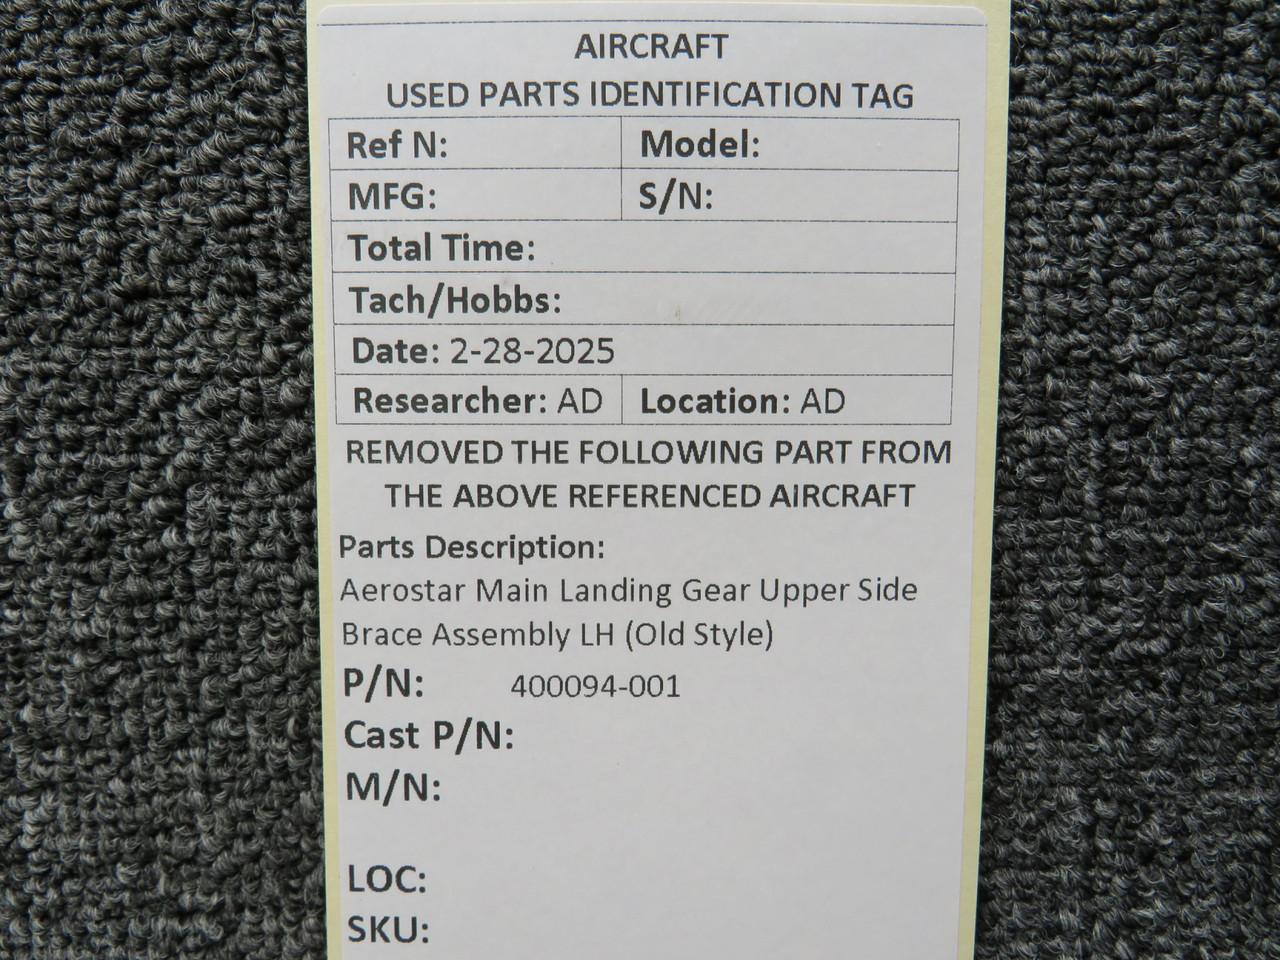 AIRCRAFT
USED PARTS IDENTIFICATION TAG
Ref N: Model:
MFG: S/N:
Total Time:
Tach/Hobbs:
Date: 2-28-2025
Researcher: AD Location: AD
REMOVED THE FOLLOWING PART FROM
THE ABOVE REFERENCED AIRCRAFT
Parts Description:
Aerostar Main Landing Gear Upper Side
Brace Assembly LH (Old Style)
P/N: 400094-001
Cast P/N:
M/N:
LOC:
SKU: